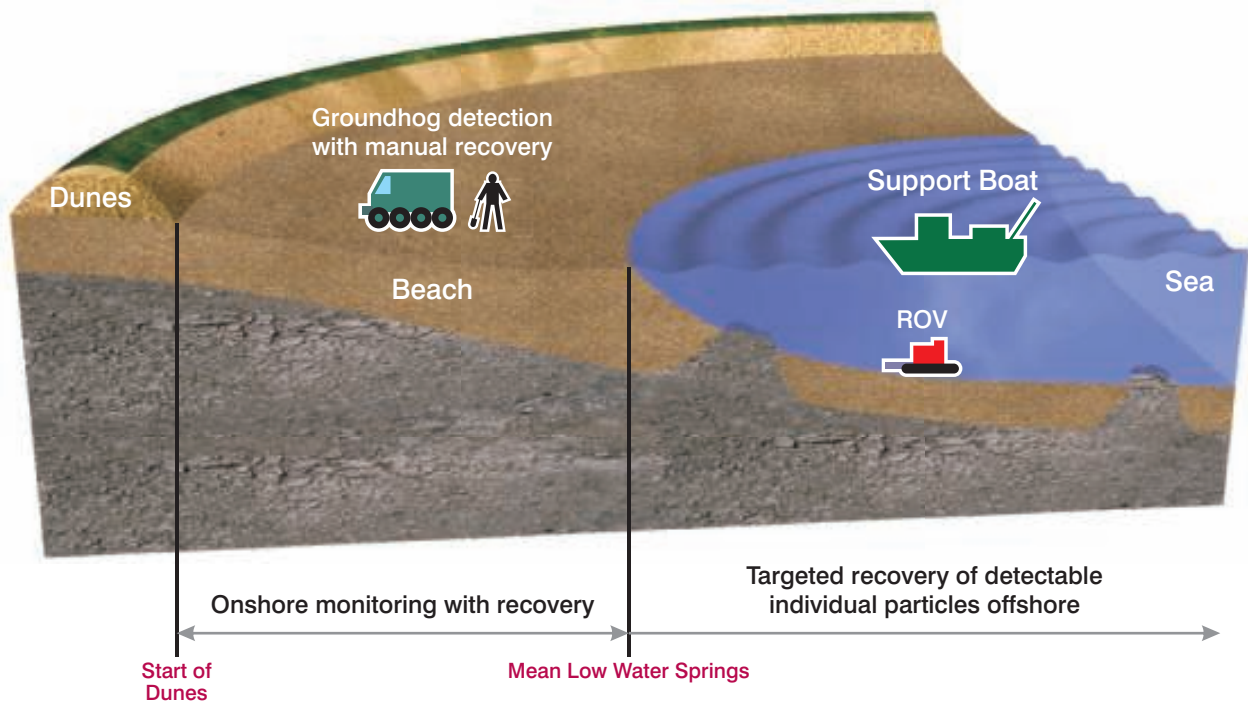 Groundhog detection
with manual recovery
Dunes
Support Boat
Beach
Sea
ROV
Onshore monitoring with recovery
Targeted recovery of detectable
individual particles offshore
Start of
Dunes
Mean Low Water Springs